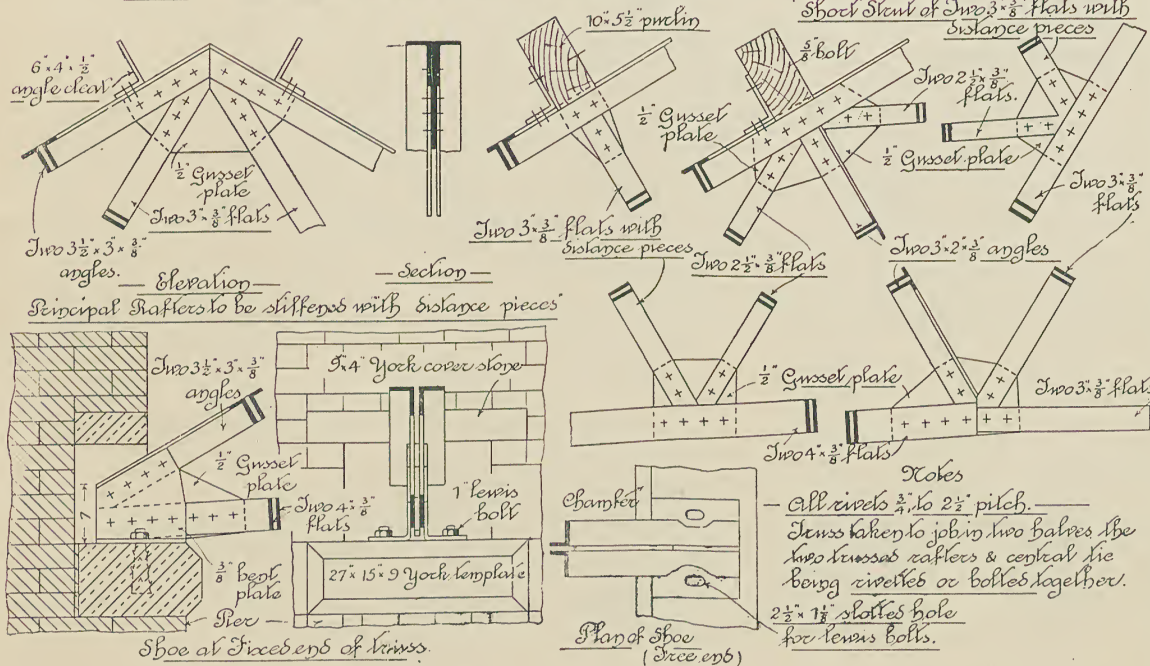 Short Strut of Two 3" × 3/8" flats with
distance pieces
10" × 5 1/2" purlin
5/8" bolt
6" × 4" × 1/2"
angle cleat
Two 2 1/2" × 3/8"
flats.
1/2" Gusset
plate
1/2" Gusset plate
1/2" Gusset
plate
Two 3" × 3/8" flats
Two 3" × 3/8"
flats
Two 3" × 3/8" flats with
distance pieces
Two 3" × 2" × 3/8" angles
Two 3 1/2" × 3" × 3/8"
angles.
Two 2 1/2" × 3/8" flats
— Elevation —
— Section —
Principal Rafters to be stiffened with distance pieces"
Two 3 1/2" × 3" × 3/8"
angles
9" × 4" York cover stone
1/2" Gusset plate
Two 3" × 3/8" flats
1/2" Gusset
plate
Two 4" × 3/8"
flats
7"
1" lewis
bolt
Two 4" × 3/8" flats
Chamber
Notes
— All rivets 3/4" to 2 1/2" pitch. —
Truss taken to job in two halves the
two trussed rafters & central tie
being rivetted or bolted together.
3/8" bent
plate
27" × 15" × 9" York template
Pier
2 1/2" × 1 1/8" slotted hole
for lewis bolts.
Shoe at Fixed end of truss.
Plan of Shoe
(Free end)